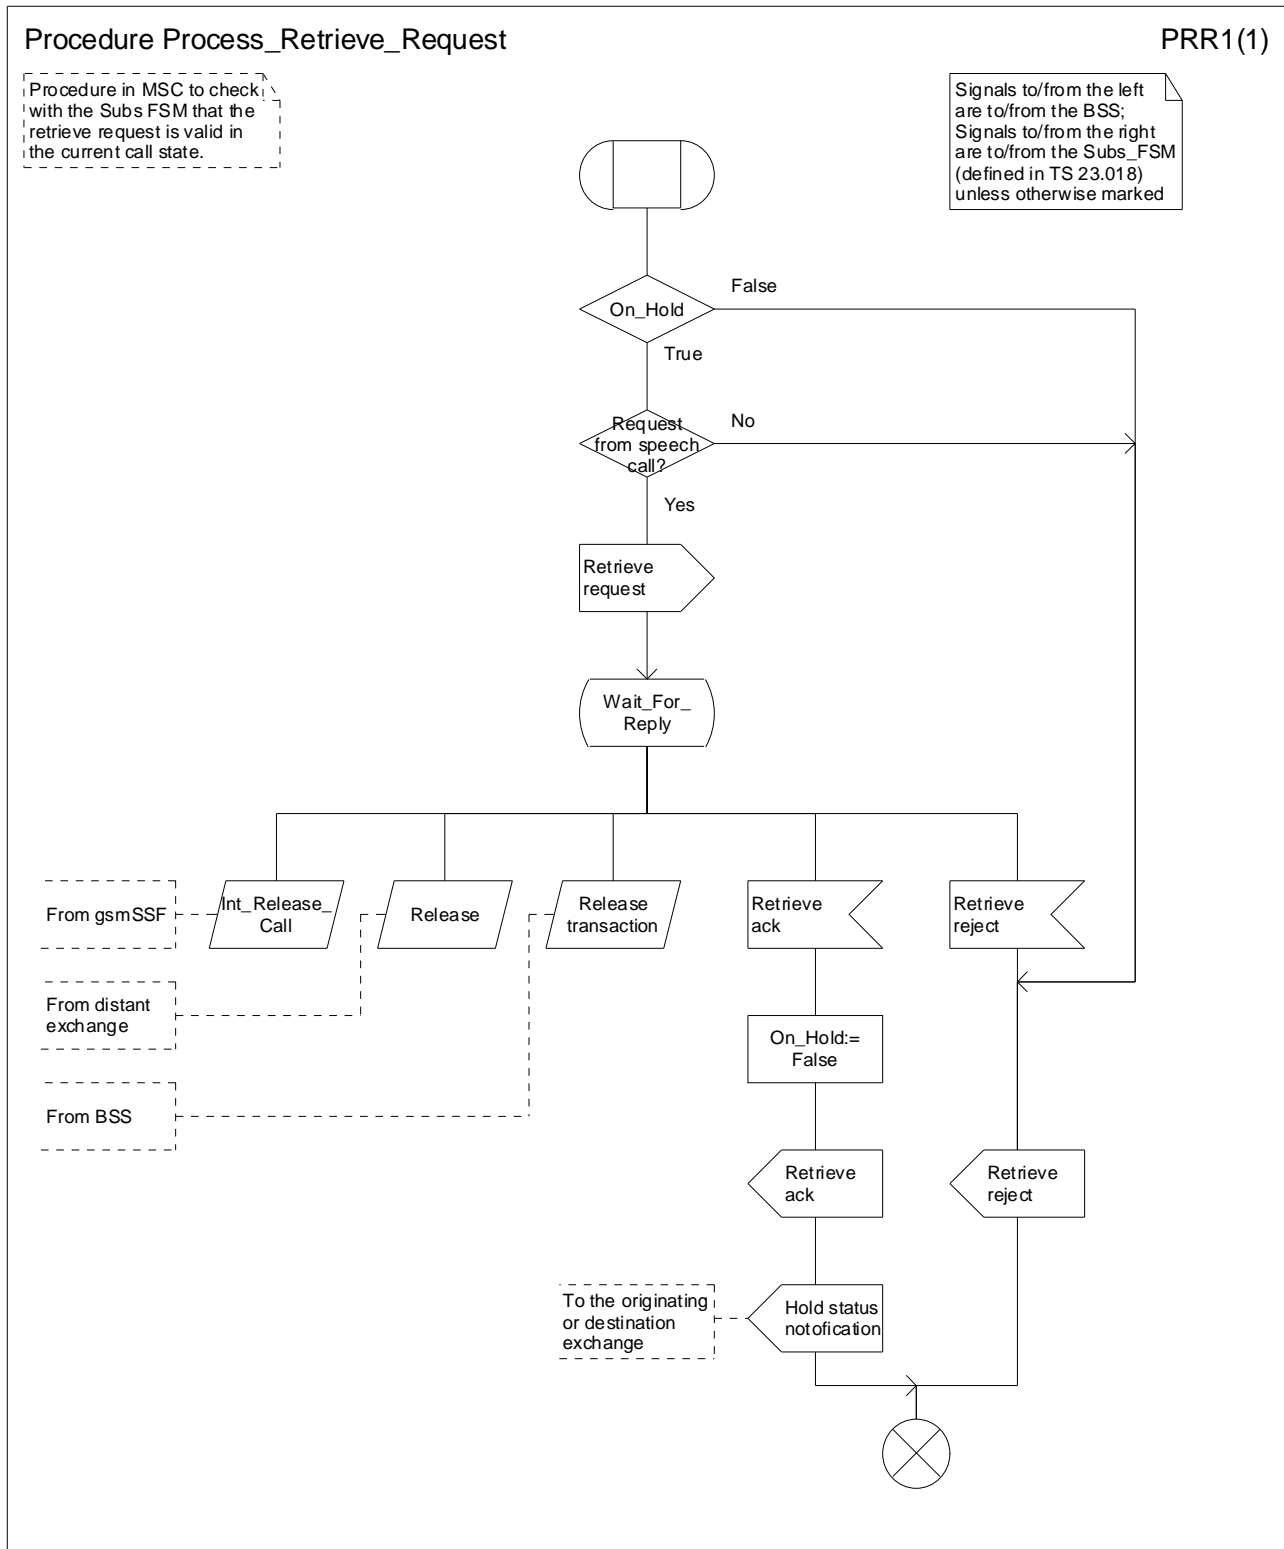 Procedure Process_Retrieve_Request
PRR1(1)
Procedure in MSC to check
with the Subs FSM that the
retrieve request is valid in
the current call state.
Signals to/from the left
are to/from the BSS;
Signals to/from the right
are to/from the Subs_FSM
(defined in TS 23.018)
unless otherwise marked
On_Hold
False
True
Request
from speech
call?
No
Yes
Retrieve
request
Wait_For_
Reply
From gsmSSF
Int_Release_
Call
Release
Release
transaction
Retrieve
ack
Retrieve
reject
From distant
exchange
On_Hold:=
False
From BSS
Retrieve
ack
Retrieve
reject
To the originating
or destination
exchange
Hold status
notofication